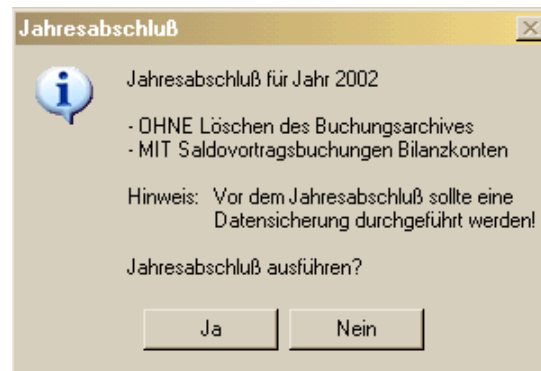 Jahresabschluß
Jahresabschluß für Jahr 2002
- OHNE Löschen des Buchungsarchives
- MIT Saldovortragsbuchungen Bilanzkonten
Hinweis: Vor dem Jahresabschluß sollte eine
Datensicherung durchgeführt werden!
Jahresabschluß ausführen?
Ja
Nein